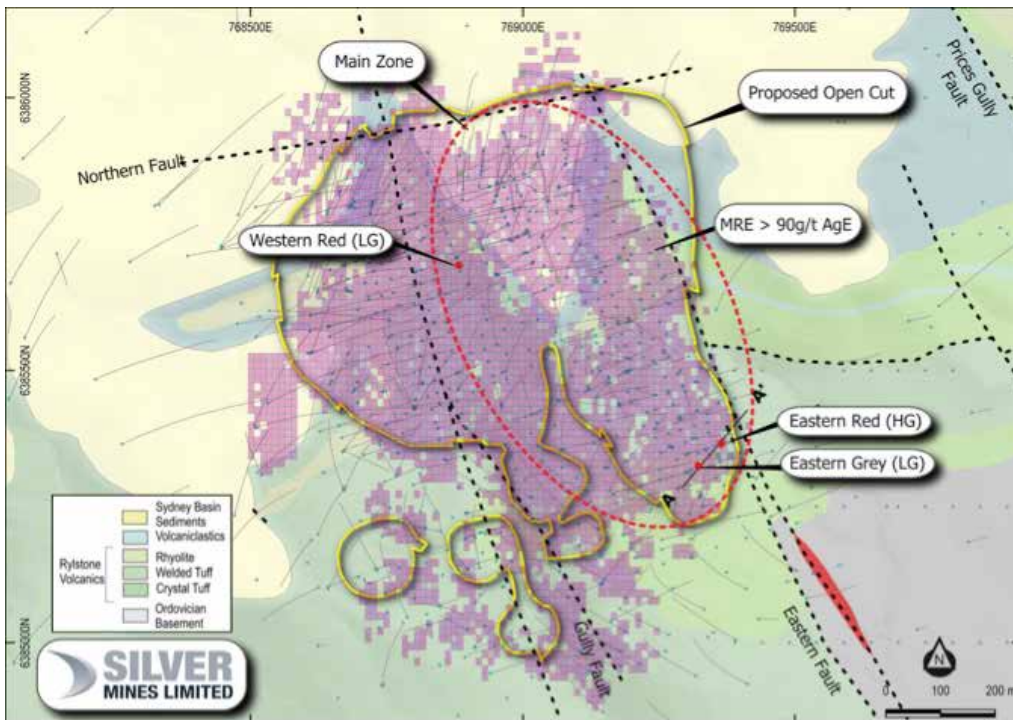 768500E
769000E
769500E
6386000N
6385500N
6385000N
Main Zone
Proposed Open Cut
Prices Gully
Fault
Northern Fault
MRE > 90g/t AgE
Western Red (LG)
Eastern Red (HG)
Eastern Grey (LG)
Gully Fault
Eastern Fault
Sydney Basin
Sediments
Volcaniclastics
Rylstone
Volcanics
Rhyolite
Welded Tuff
Crystal Tuff
Ordovician
Basement
SILVER
MINES LIMITED
N
0 100 200 m
A
A'